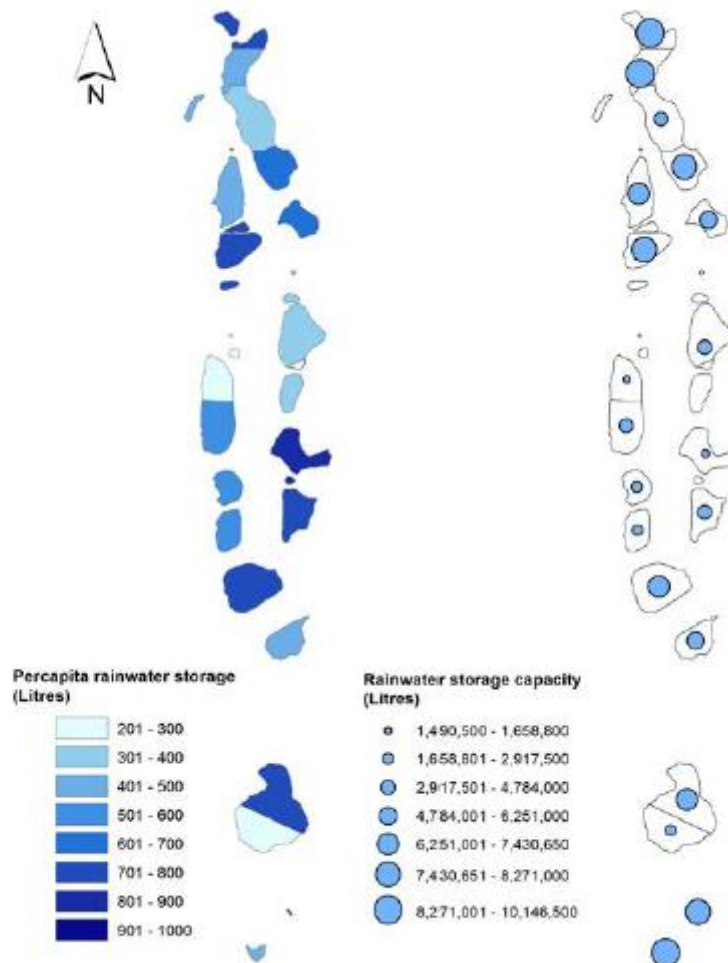 N
Percapita rainwater storage
(Litres)
201 - 300
301 - 400
401 - 500
501 - 600
601 - 700
701 - 800
801 - 900
901 - 1000
Rainwater storage capacity
(Litres)
1,490,500 - 1,658,800
1,658,801 - 2,917,500
2,917,501 - 4,784,000
4,784,001 - 6,251,000
6,251,001 - 7,430,650
7,430,651 - 8,271,000
8,271,001 - 10,146,500